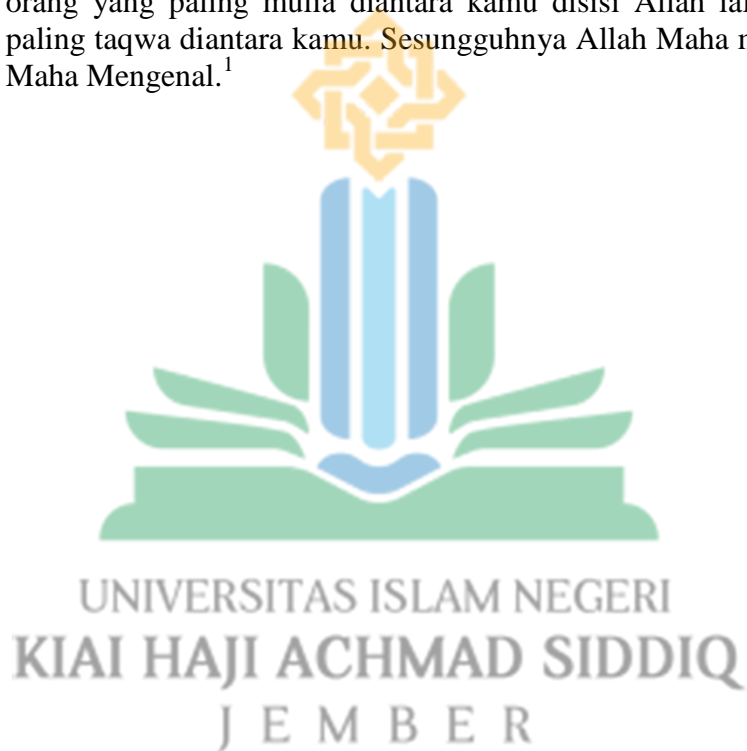 orang yang paling mulia diantara kamu disisi Allah
paling taqwa diantara kamu. Sesungguhnya Allah Maha
Maha Mengenal.¹
UNIVERSITAS ISLAM NEGERI
KIAI HAJI ACHMAD SIDDIQ
JEMBER